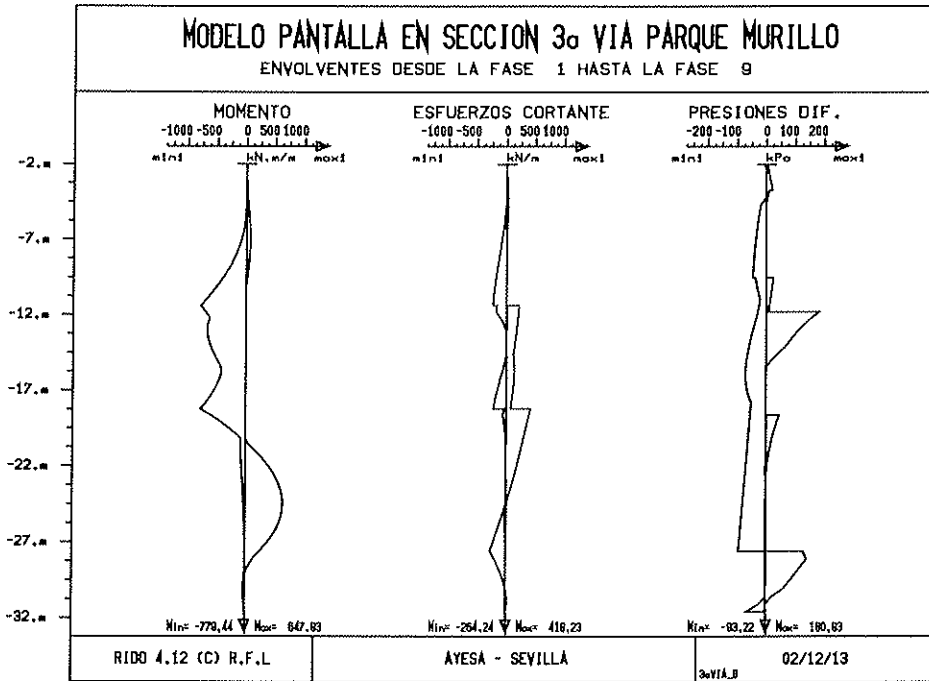 MODELO PANTALLA EN SECCION 3a VIA PARQUE MURILLO
ENVOLVENTES DESDE LA FASE 1 HASTA LA FASE 9
MOMENTO
-1000 -500 0 500 1000
mini kN.m/m maxi
ESFUERZOS CORTANTE
-1000 -500 0 500 1000
mini kN/m maxi
PRESIONES DIF.
-200 -100 0 100 200
mini kPa maxi
-2.m
-7.m
-12.m
-17.m
-22.m
-27.m
-32.m
Min= -779,44 Max= 647,63
Min= -264,24 Max= 416,23
Min= -93,22 Max= 180,63
RIDO 4.12 (C) R.F.L
AYESA - SEVILLA
3aVIA_B
02/12/13